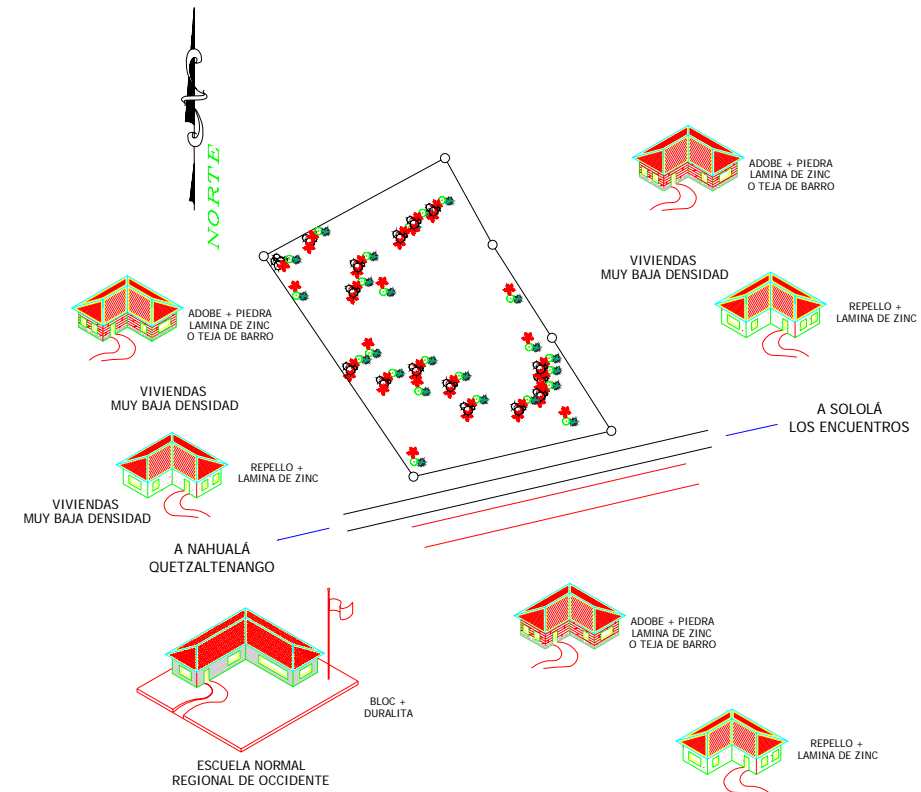 NORTE
ADOBE + PIEDRA
LAMINA DE ZINC
O TEJA DE BARRO
VIVIENDAS
MUY BAJA DENSIDAD
REPELLO +
LAMINA DE ZINC
ADOBE + PIEDRA
LAMINA DE ZINC
O TEJA DE BARRO
VIVIENDAS
MUY BAJA DENSIDAD
A SOLOLÁ
LOS ENCUENTROS
REPELLO +
LAMINA DE ZINC
VIVIENDAS
MUY BAJA DENSIDAD
A NAHUALÁ
QUETZALTENANGO
ADOBE + PIEDRA
LAMINA DE ZINC
O TEJA DE BARRO
BLOC +
DURALITA
ESCUELA NORMAL
REGIONAL DE OCCIDENTE
REPELLO +
LAMINA DE ZINC